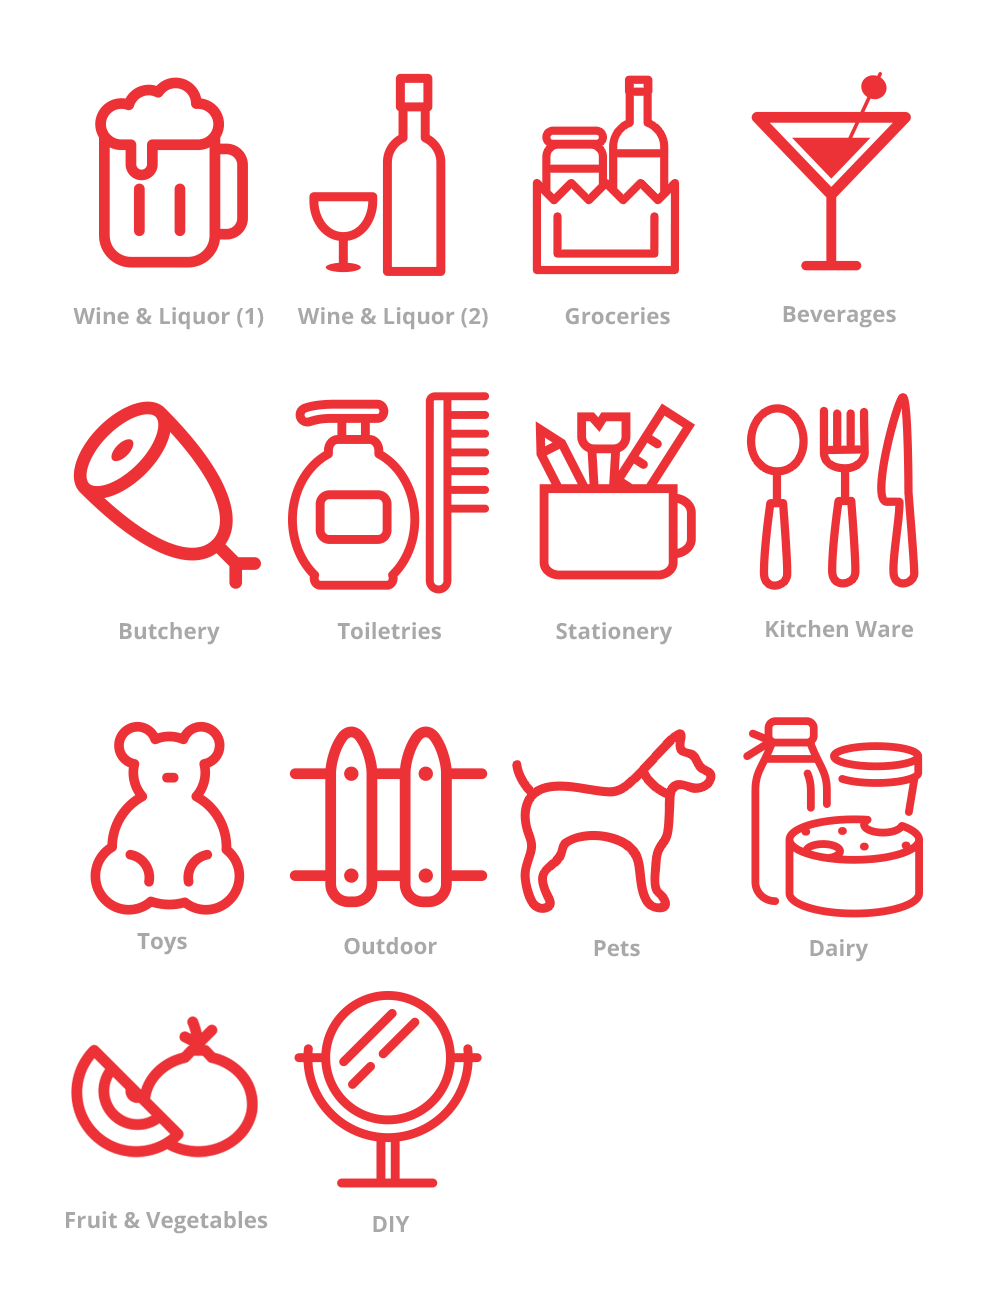 Wine & Liquor (1)
Wine & Liquor (2)
Groceries
Beverages
Butchery
Toiletries
Stationery
Kitchen Ware
Toys
Outdoor
Pets
Dairy
Fruit & Vegetables
DIY